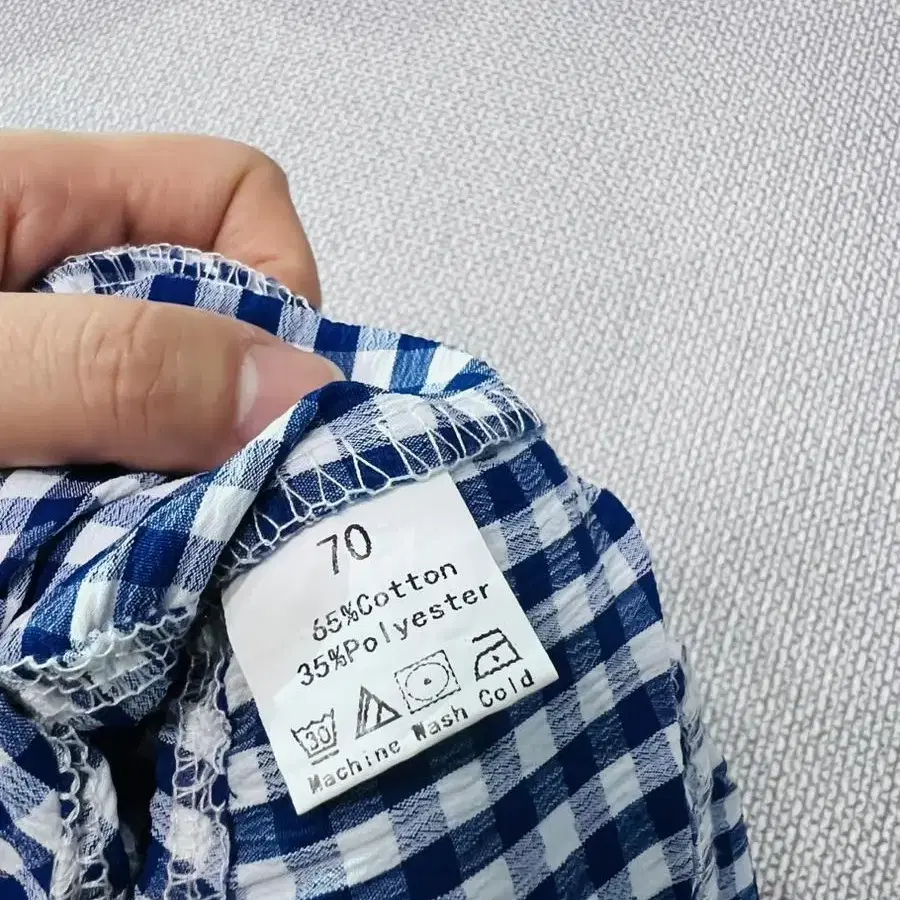 70
65%Cotton
35%Polyester
30
Machine Wash Cold